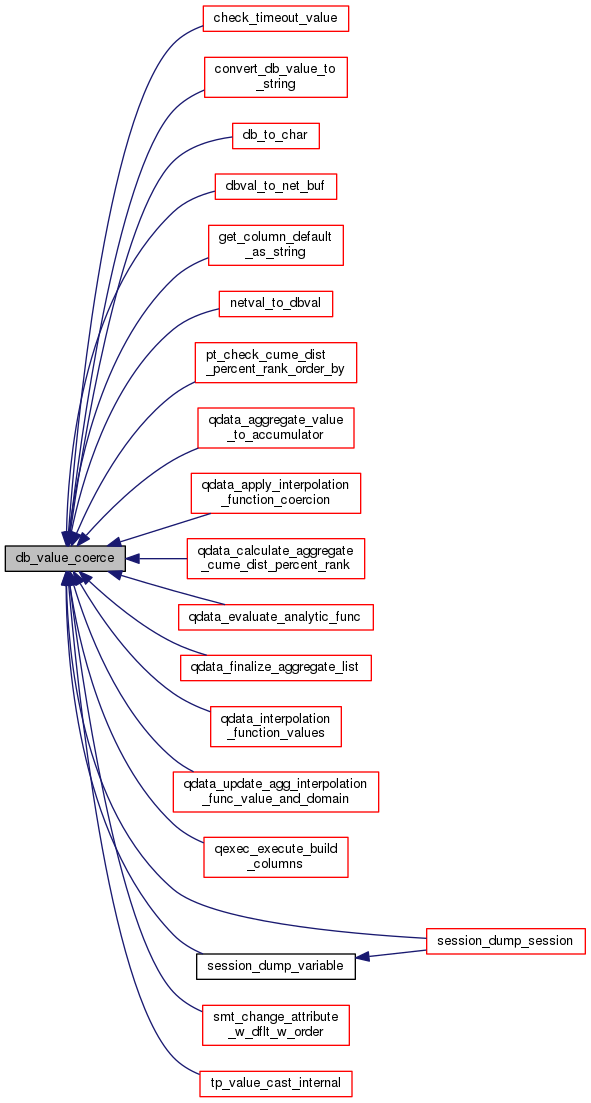 check_timeout_value
convert_db_value_to
_string
db_to_char
dbval_to_net_buf
get_column_default
_as_string
netval_to_dbval
pt_check_cume_dist
_percent_rank_order_by
qdata_aggregate_value
_to_accumulator
qdata_apply_interpolation
_function_coercion
db_value_coerce
qdata_calculate_aggregate
_cume_dist_percent_rank
qdata_evaluate_analytic_func
qdata_finalize_aggregate_list
qdata_interpolation
_function_values
qdata_update_agg_interpolation
_func_value_and_domain
qexec_execute_build
_columns
session_dump_session
session_dump_variable
smt_change_attribute
_w_dflt_w_order
tp_value_cast_internal